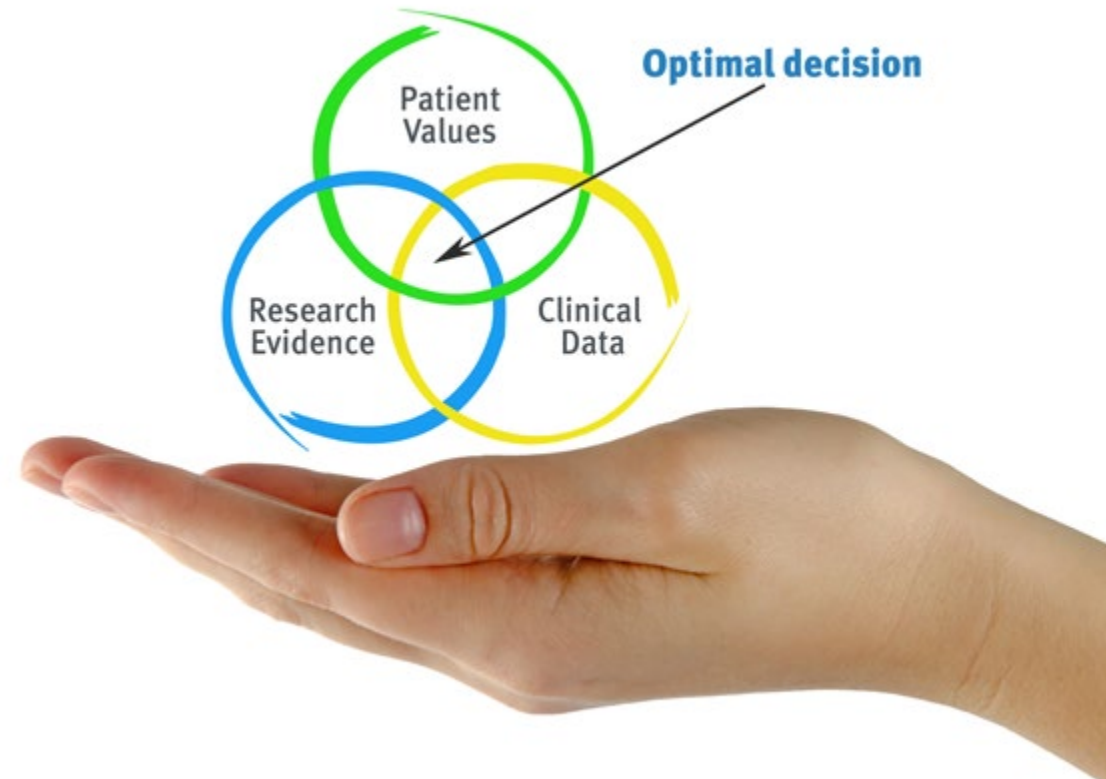 Optimal decision
Patient
Values
Research
Evidence
Clinical
Data